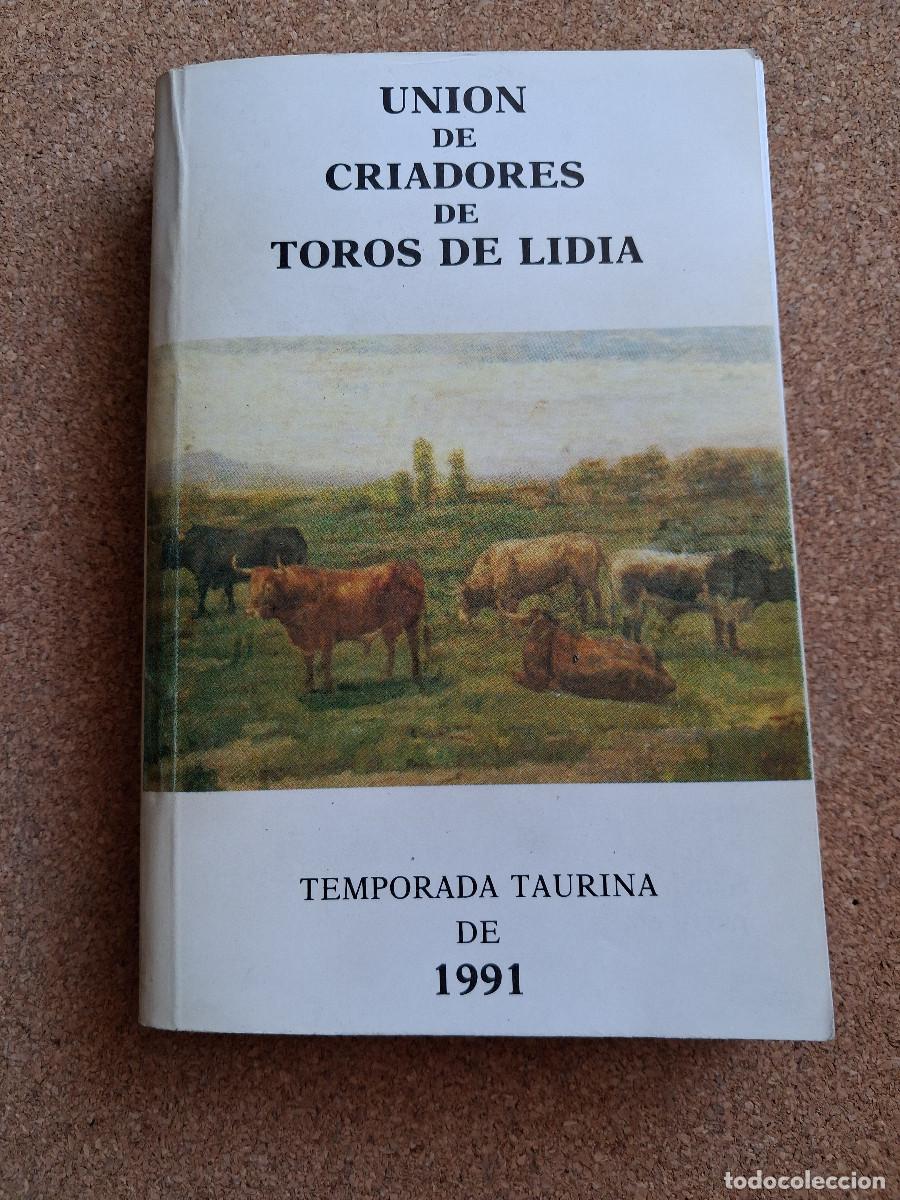 UNION
DE
CRIADORES
DE
TOROS DE LIDIA
TEMPORADA TAURINA
DE
1991
todocoleccion